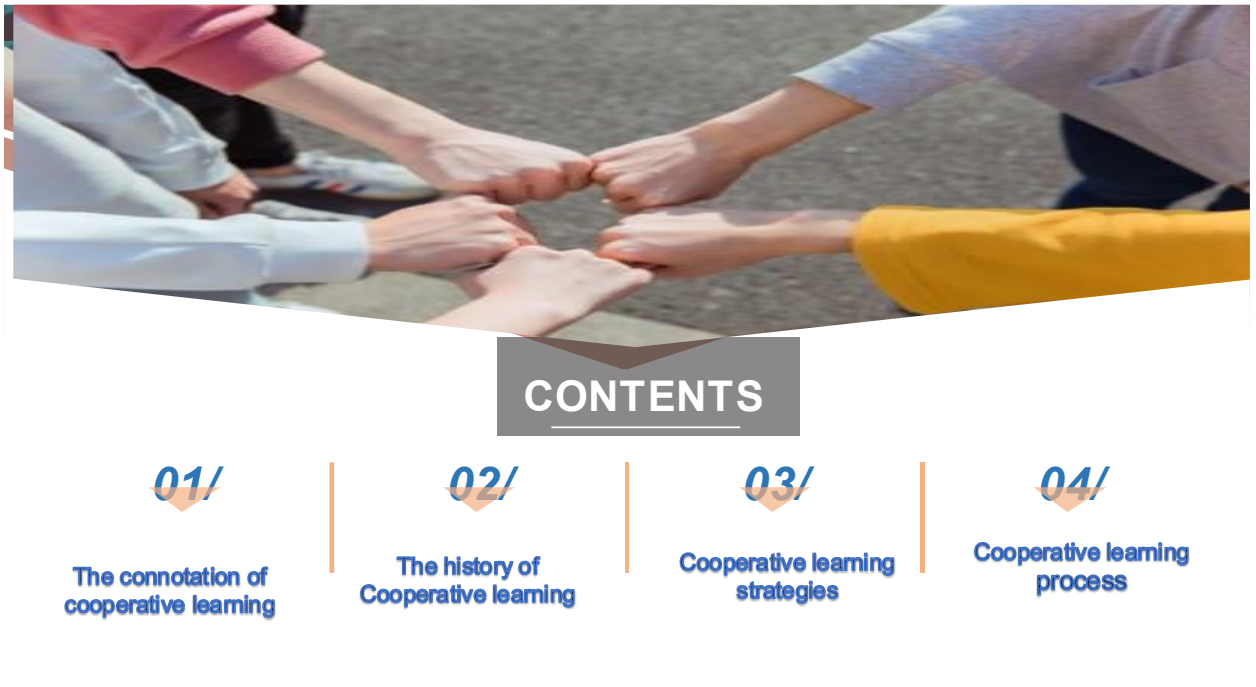 CONTENTS
01/
The connotation of
cooperative learning
02/
The history of
Cooperative learning
03/
Cooperative learning
strategies
04/
Cooperative learning
process